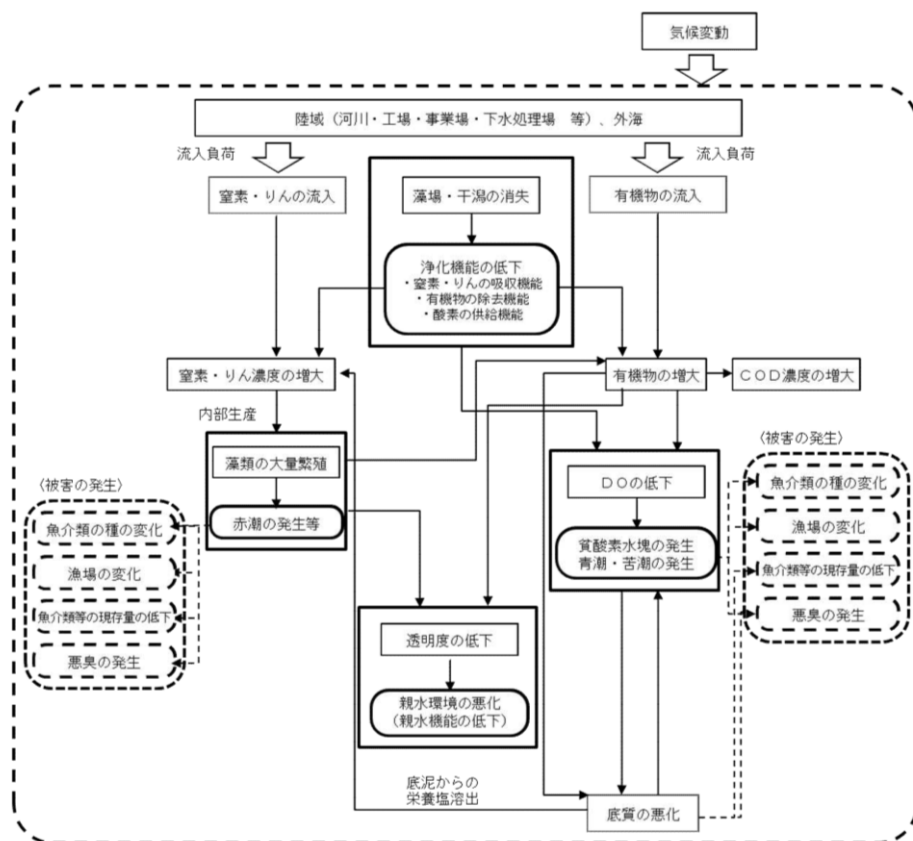 気候変動
陸域（河川・工場・事業場・下水処理場　等）、外海
流入負荷
流入負荷
窒素・りんの流入
藻場・干潟の消失
有機物の流入
浄化機能の低下
・窒素・りんの吸収機能
・有機物の除去機能
・酸素の供給機能
窒素・りん濃度の増大
有機物の増大
ＣＯＤ濃度の増大
内部生産
藻類の大量繁殖
赤潮の発生等
〈被害の発生〉
魚介類の種の変化
漁場の変化
魚介類等の現存量の低下
悪臭の発生
ＤＯの低下
貧酸素水塊の発生
青潮・苦潮の発生
〈被害の発生〉
魚介類の種の変化
漁場の変化
魚介類等の現存量の低下
悪臭の発生
透明度の低下
親水環境の悪化
（親水機能の低下）
底泥からの
栄養塩溶出
底質の悪化